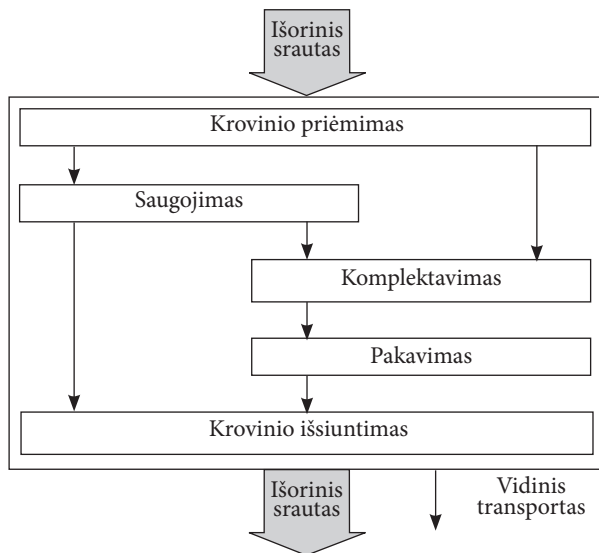 Išorinis
srautas
Krovinio priėmimas
Saugojimas
Komplektavimas
Pakavimas
Krovinio išsiuntimas
Išorinis
srautas
Vidinis
transportas